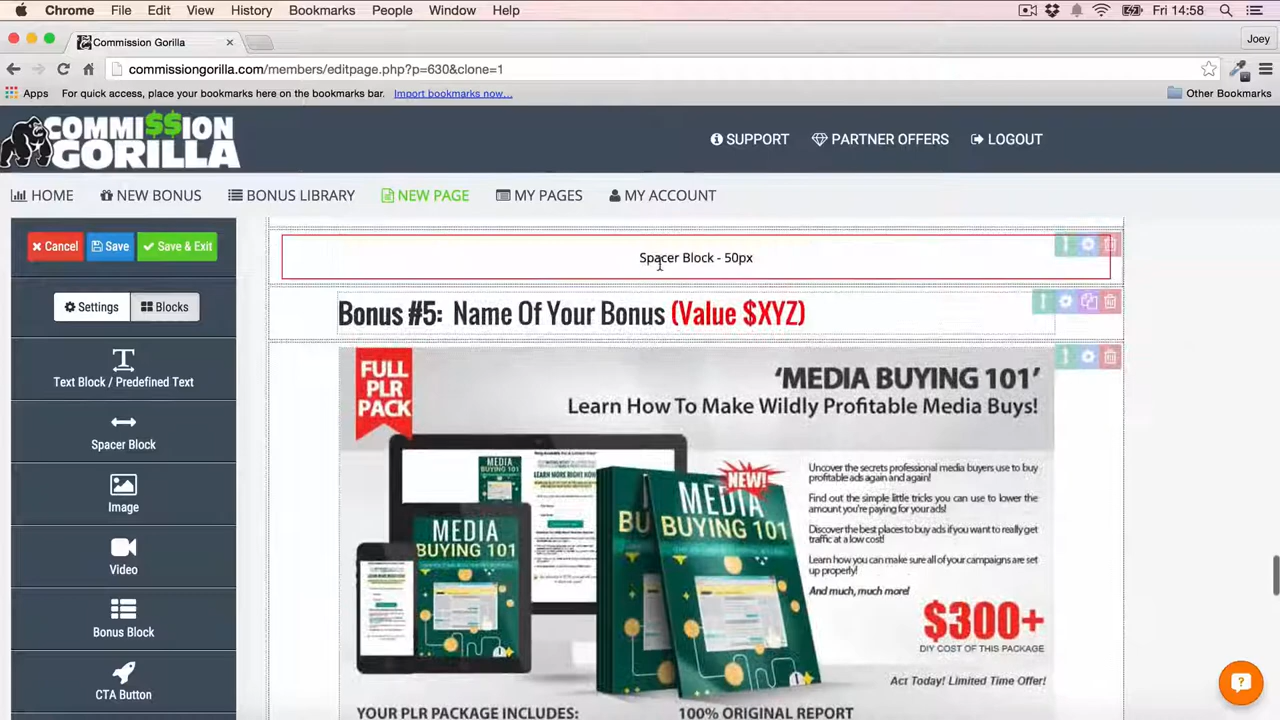 Chrome File Edit View History Bookmarks People Window Help Fri 14:58
Commission Gorilla × Joey
commissiongorilla.com/members/editpage.php?p=630&clone=1
Apps For quick access, place your bookmarks here on the bookmarks bar. Import bookmarks now... Other Bookmarks
COMMI$$ION
GORILLA
SUPPORT PARTNER OFFERS LOGOUT
HOME NEW BONUS BONUS LIBRARY NEW PAGE MY PAGES MY ACCOUNT
Cancel Save Save & Exit
Settings Blocks
Text Block / Predefined Text
Spacer Block
Image
Video
Bonus Block
CTA Button
Spacer Block - 50px
Bonus #5: Name Of Your Bonus (Value $XYZ)
FULL
PLR
PACK
'MEDIA BUYING 101'
Learn How To Make Wildly Profitable Media Buys!
MEDIA
BUYING 101
MEDIA
BUYING 101
NEW!
MEDIA
BUYING 101
Uncover the secrets professional media buyers use to buy
profitable ads again and again!
Find out the simple little tricks you can use to lower the
amount you're paying for your ads!
Discover the best places to buy ads if you want to really get
traffic at a low cost!
Learn how you can make sure all of your campaigns are set
up properly!
And much, much more!
$300+
DIY COST OF THIS PACKAGE
Act Today! Limited Time Offer!
YOUR PLR PACKAGE INCLUDES: 100% ORIGINAL REPORT